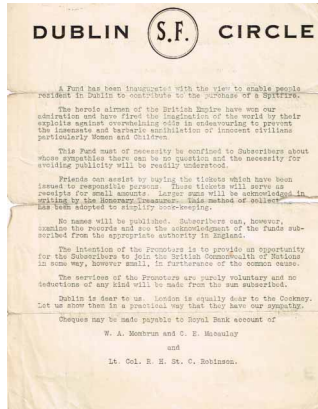 DUBLIN S.F. CIRCLE
A Fund has been inaugurated with the view to enable people
resident in Dublin to contribute to the purchase of a Spitfire.
The heroic airmen of the British Empire have won our
admiration and have fired the imagination of the world by their
exploits against overwhelming odds in endeavouring to prevent
the insensate and barbaric annihilation of innocent civilians
particularly Women and Children.
This Fund must of necessity be confined to Subscribers about
whose sympathies there can be no question and the necessity for
avoiding publicity will be readily understood.
Friends can assist by buying the tickets which have been
issued to responsible persons. These tickets will serve as
receipts for small amounts. Larger sums will be acknowledged in
writing by the Honorary Treasurer. This method of
has been adopted to simplify book-keeping.
No names will be published. Subscribers can, however,
examine the records and see the acknowledgment of the funds sub-
scribed from the appropriate authority in England.
The intention of the Promoters is to provide an opportunity
for the Subscribers to join the British Commonwealth of Nations
in some way, however small, in furtherance of the common cause.
The services of the Promoters are purely voluntary and no
deductions of any kind will be made from the sum subscribed.
Dublin is dear to us. London is equally dear to the Cockney.
Let us show then in a practical way that they have our sympathy.
Cheques may be made payable to Royal Bank account of
W. A. Mombrun and C. E. Macaulay
and
Lt. Col. R. H. St. C. Robinson.